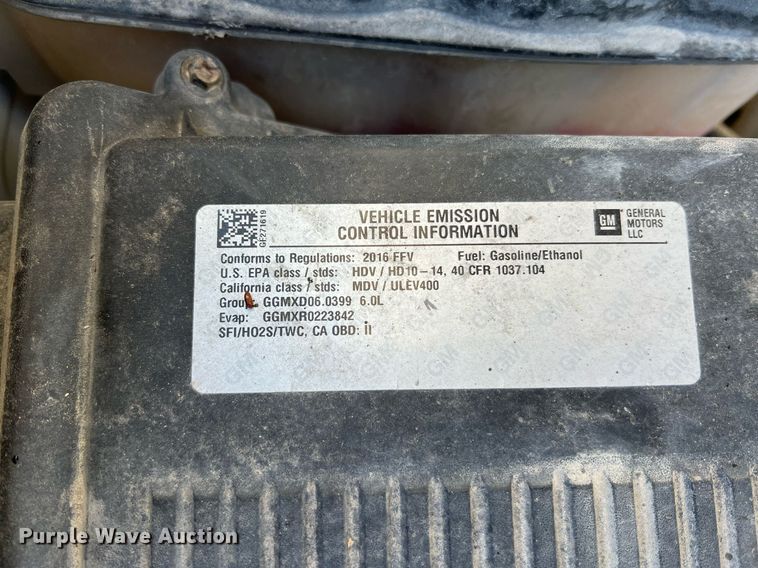 VEHICLE EMISSION
CONTROL INFORMATION
GM GENERAL
MOTORS
LLC
GE271619
Conforms to Regulations: 2016 FFV Fuel: Gasoline/Ethanol
U.S. EPA class / stds: HDV / HD10-14, 40 CFR 1037.104
California class / stds: MDV / ULEV400
Group: GGMXD06.0399 6.0L
Evap: GGMXR0223842
SFI/HO2S/TWC, CA OBD: II
Purple Wave Auction